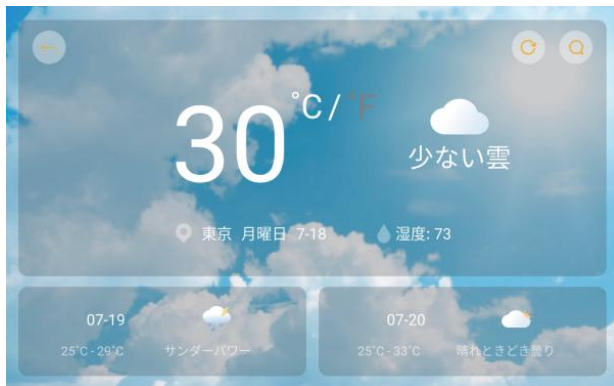 30 °C/°F
少ない雲
東京 月曜日 7-18
湿度: 73
07-19
25°C - 29°C
サンダーパワー
07-20
25°C - 33°C
晴れときどき曇り